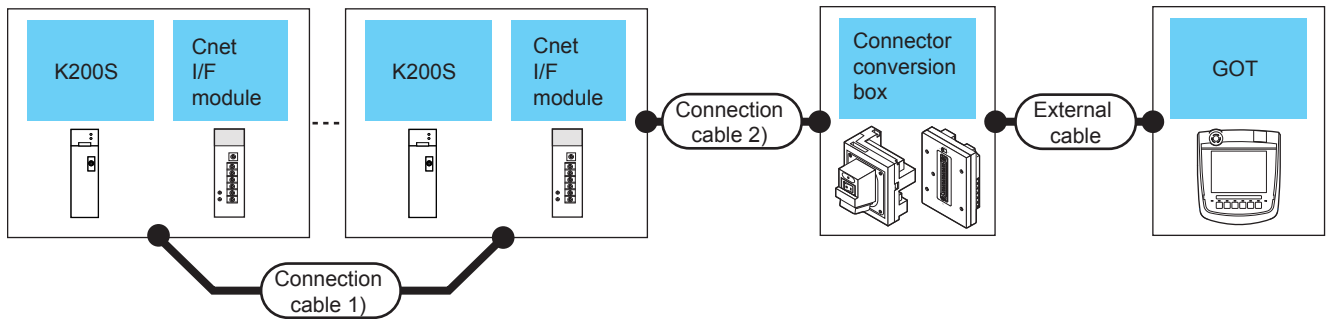 K200S
Cnet
I/F
module
K200S
Cnet
I/F
module
Connection
cable 2)
Connector
conversion
box
External
cable
GOT
Connection
cable 1)